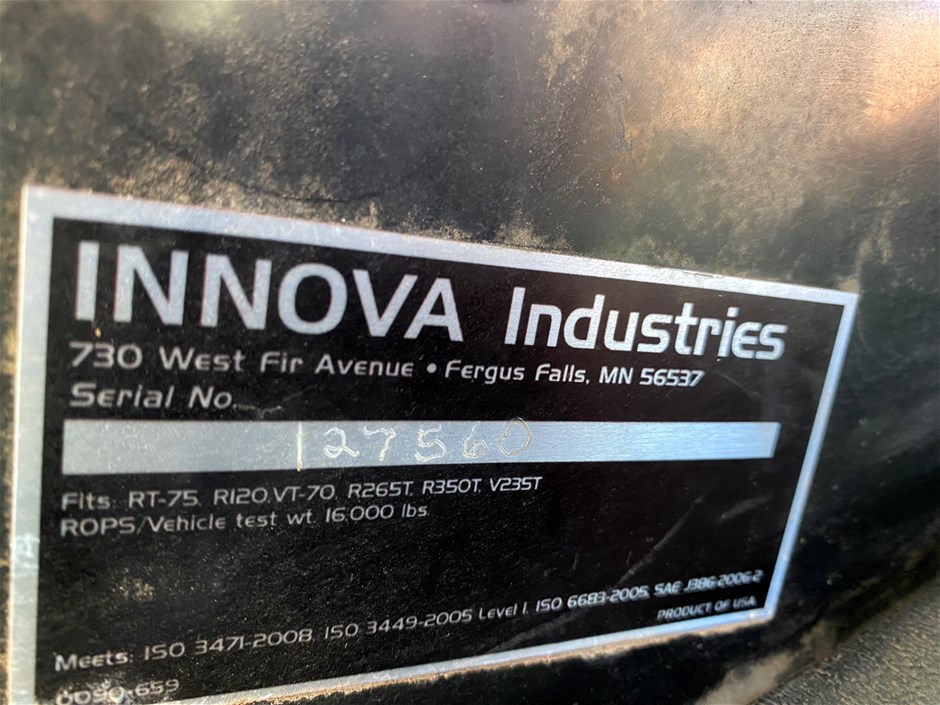 INNOVA Industries
730 West Fir Avenue • Fergus Falls, MN 56537
Serial No.
127560
Fits: RT-75, R120, VT-70, R265T, R350T, V235T
ROPS/Vehicle test wt. 16,000 lbs.
Meets: ISO 3471-2008, ISO 3449-2005 Level I, ISO 6683-2005, SAE J386-2006-2
PRODUCT OF USA
0090-659